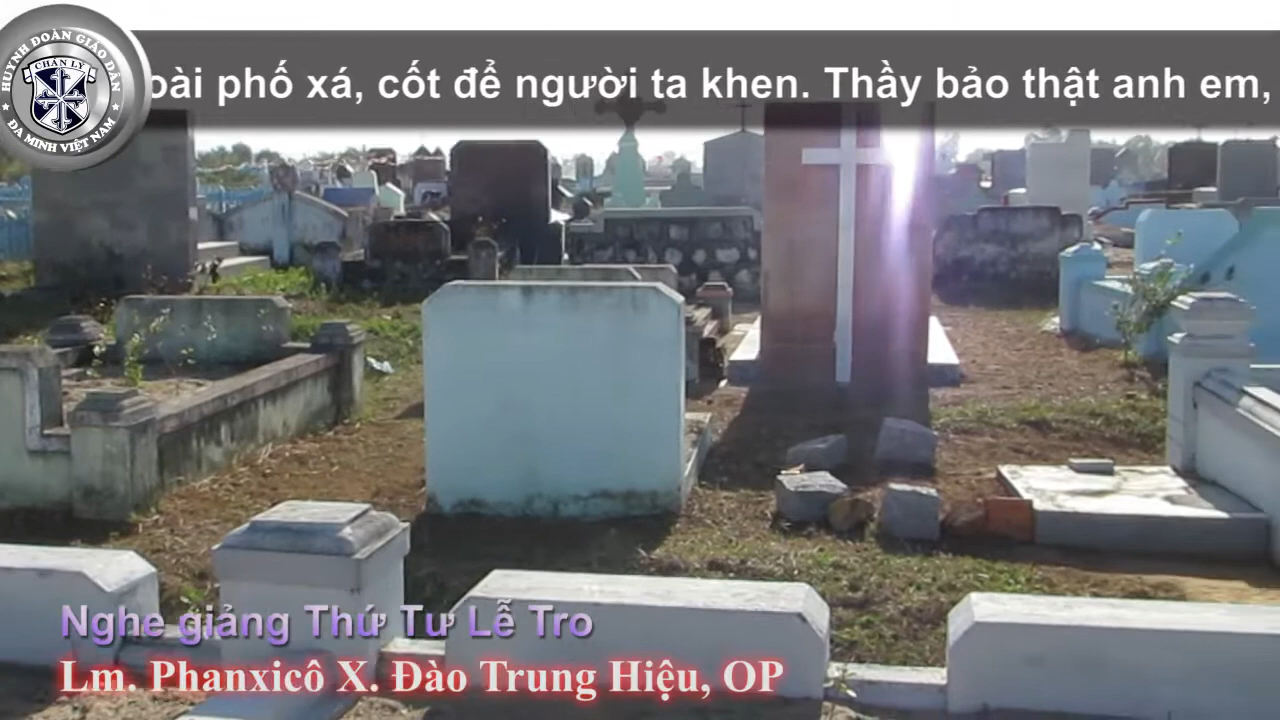 HUYNH ĐOÀN GIÁO DÂN
CHÂN LÝ
ĐA MINH VIỆT NAM
oài phố xá, cốt để người ta khen. Thầy bảo thật anh em,
Nghe giảng Thứ Tư Lễ Tro
Lm. Phanxicô X. Đào Trung Hiệu, OP